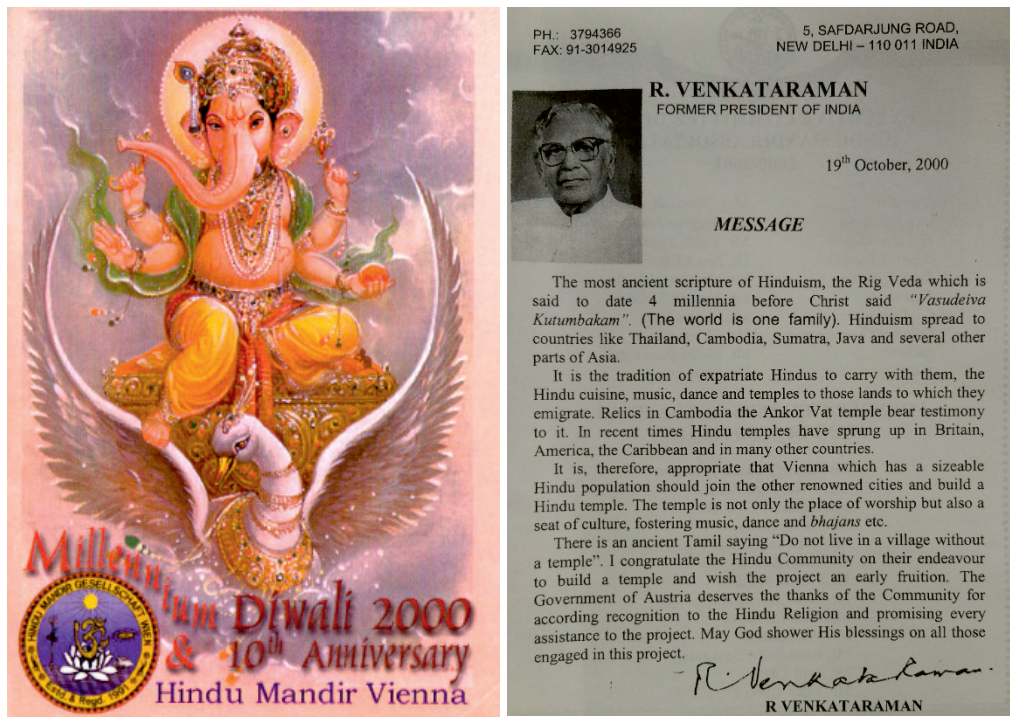 Millennium
Diwali 2000
& 10th Anniversary
Hindu Mandir Vienna
HINDU MANDIR GESELLSCHAFT WIEN
Estd. & Regd. 1991
PH.: 3794366
FAX: 91-3014925
5, SAFDARJUNG ROAD,
NEW DELHI – 110 011 INDIA
R. VENKATARAMAN
FORMER PRESIDENT OF INDIA
19th October, 2000
MESSAGE
The most ancient scripture of Hinduism, the Rig Veda which is
said to date 4 millennia before Christ said "Vasudeiva
Kutumbakam". (The world is one family). Hinduism spread to
countries like Thailand, Cambodia, Sumatra, Java and several other
parts of Asia.
It is the tradition of expatriate Hindus to carry with them, the
Hindu cuisine, music, dance and temples to those lands to which they
emigrate. Relics in Cambodia the Ankor Vat temple bear testimony
to it. In recent times Hindu temples have sprung up in Britain,
America, the Caribbean and in many other countries.
It is, therefore, appropriate that Vienna which has a sizeable
Hindu population should join the other renowned cities and build a
Hindu temple. The temple is not only the place of worship but also a
seat of culture, fostering music, dance and bhajans etc.
There is an ancient Tamil saying "Do not live in a village without
a temple". I congratulate the Hindu Community on their endeavour
to build a temple and wish the project an early fruition. The
Government of Austria deserves the thanks of the Community for
according recognition to the Hindu Religion and promising every
assistance to the project. May God shower His blessings on all those
engaged in this project.
R. Venkataraman.
R VENKATARAMAN